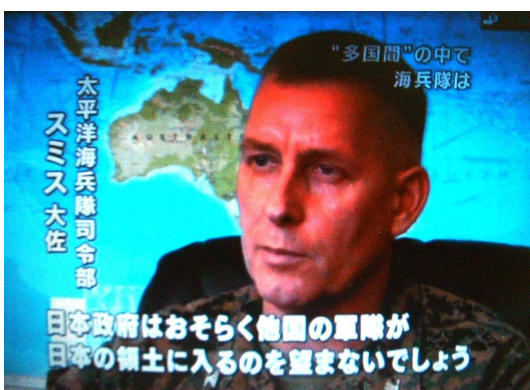 “多国間”の中で
海兵隊は
太平洋海兵隊司令部
スミス大佐
AUSTRALIA
日本政府はおそらく他国の軍隊が
日本の領土に入るのを望まないでしょう